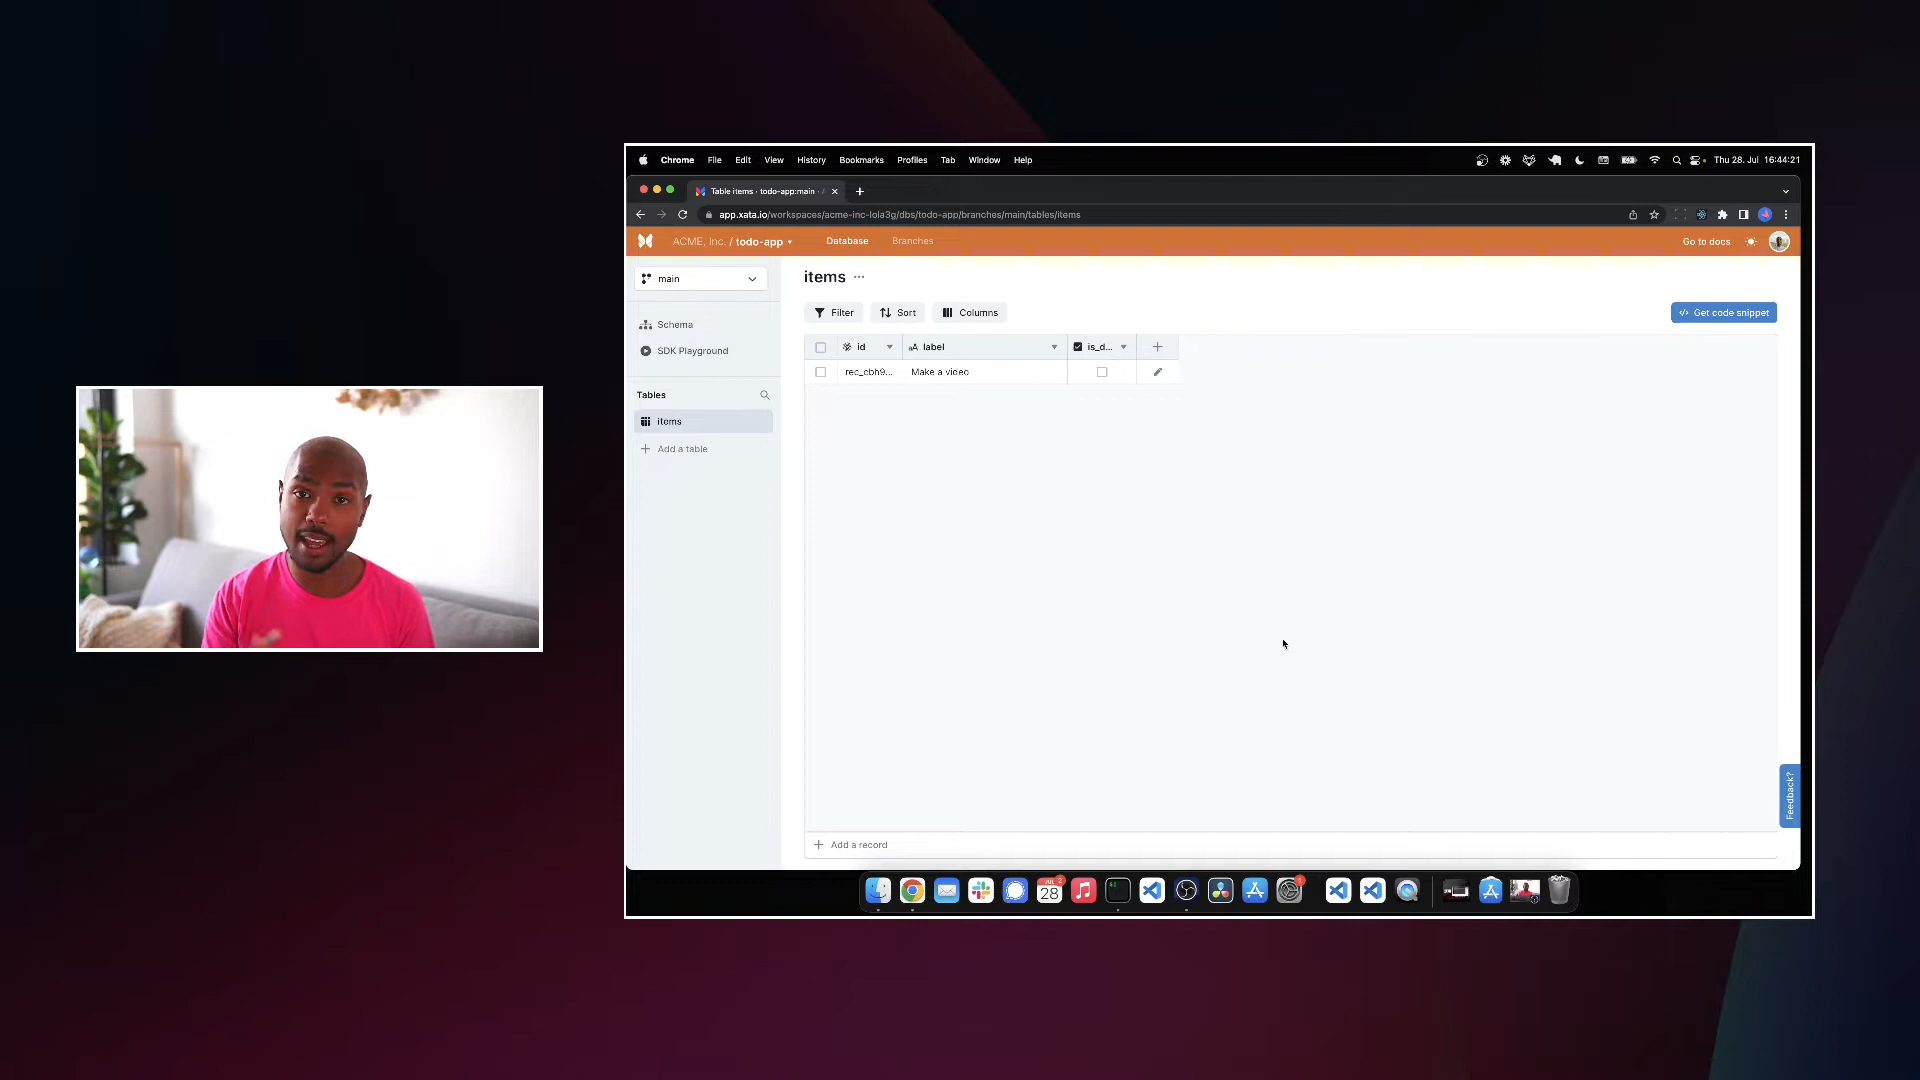 Chrome File Edit View History Bookmarks Profiles Tab Window Help
Thu 28. Jul 16:44:21
Table items · todo-app:main ·
app.xata.io/workspaces/acme-inc-lola3g/dbs/todo-app/branches/main/tables/items
ACME, Inc. / todo-app Database Branches Go to docs
main
Schema
SDK Playground
Tables
items
Add a table
items
Filter Sort Columns
Get code snippet
id label is_d...
rec_cbh9... Make a video
Add a record
Feedback?
JUL 2
28
1